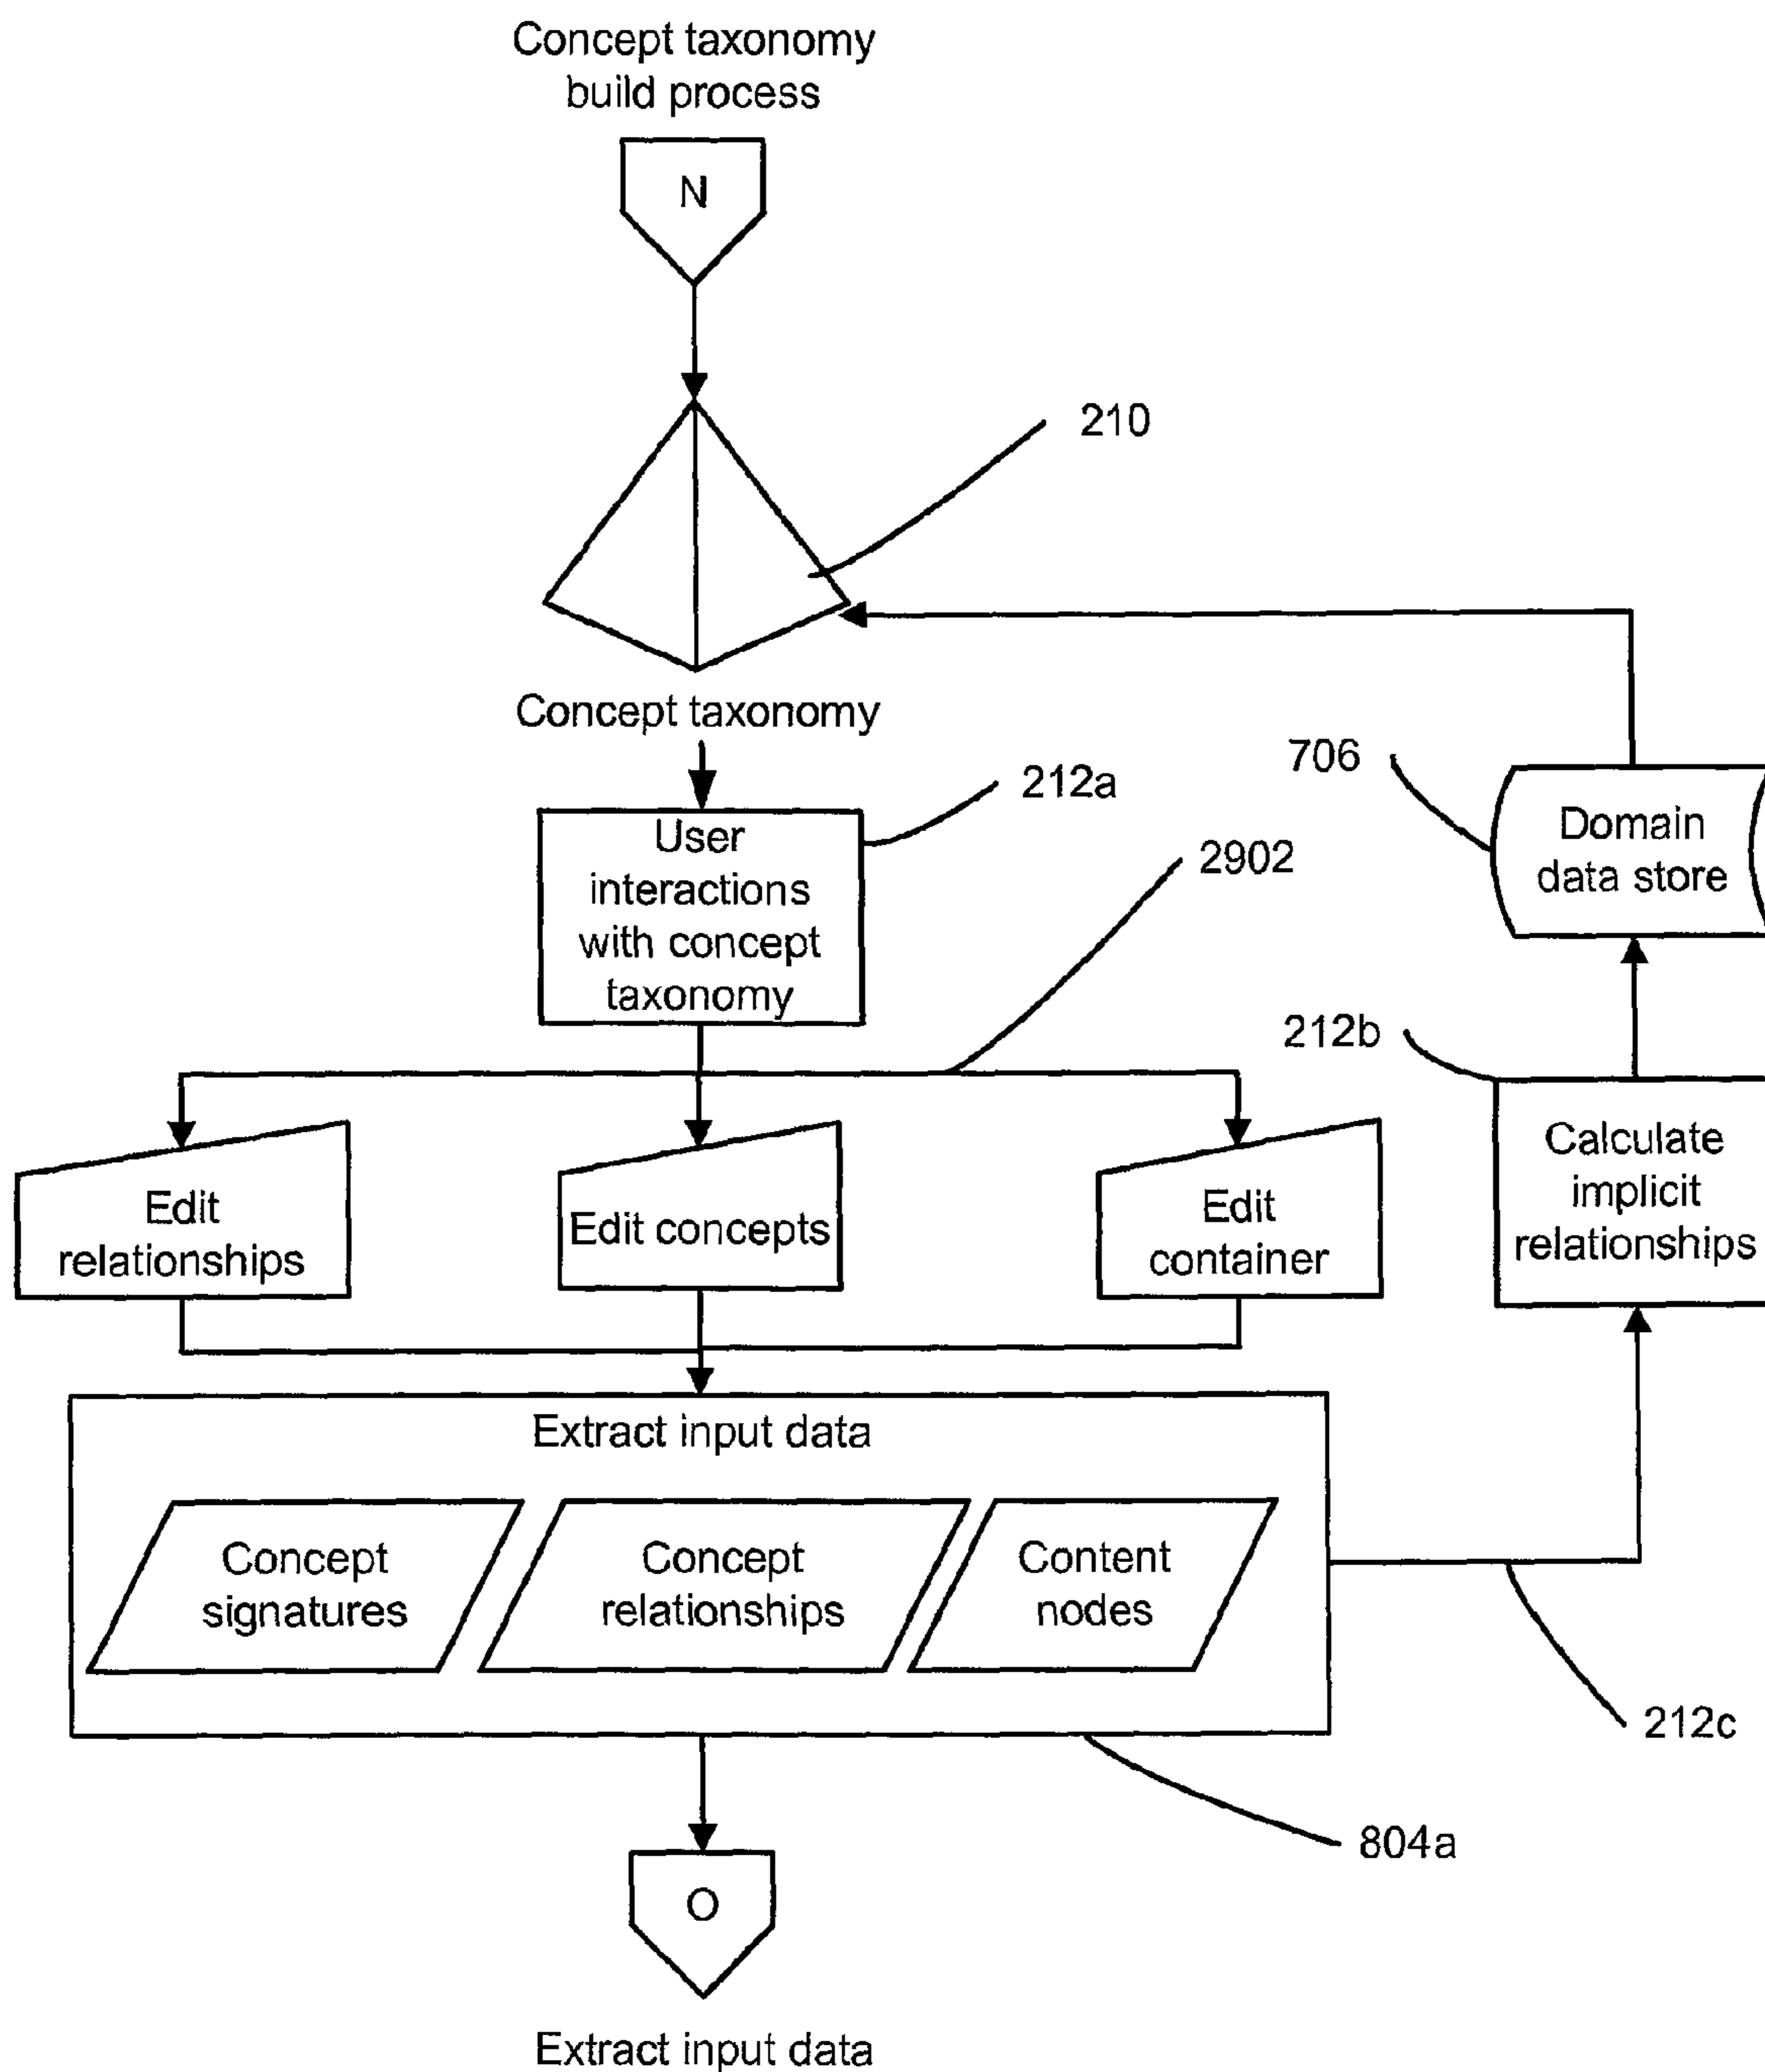 Concept taxonomy
build process
N
210
Concept taxonomy
706
212a
Domain
data store
User
interactions
with concept
taxonomy
2902
212b
Calculate
implicit
relationships
Edit
relationships
Edit concepts
Edit
container
Extract input data
Concept
signatures
Concept
relationships
Content
nodes
212c
804a
O
Extract input data